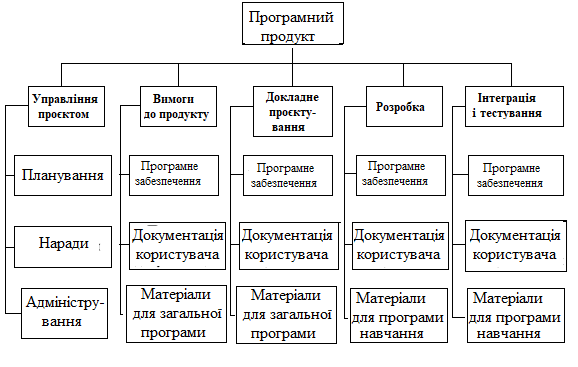 Програмний
продукт
Управління
проєктом
Вимоги
до продукту
Докладне
проєкту-
вання
Розробка
Інтеграція
і тестування
Планування
Програмне
забезпечення
Програмне
забезпечення
Програмне
забезпечення
Програмне
забезпечення
Наради
Документація
користувача
Документація
користувача
Документація
користувача
Документація
користувача
Адміністру-
вання
Матеріали
для загальної
програми
Матеріали
для загальної
програми
Матеріали
для програми
навчання
Матеріали
для програми
навчання